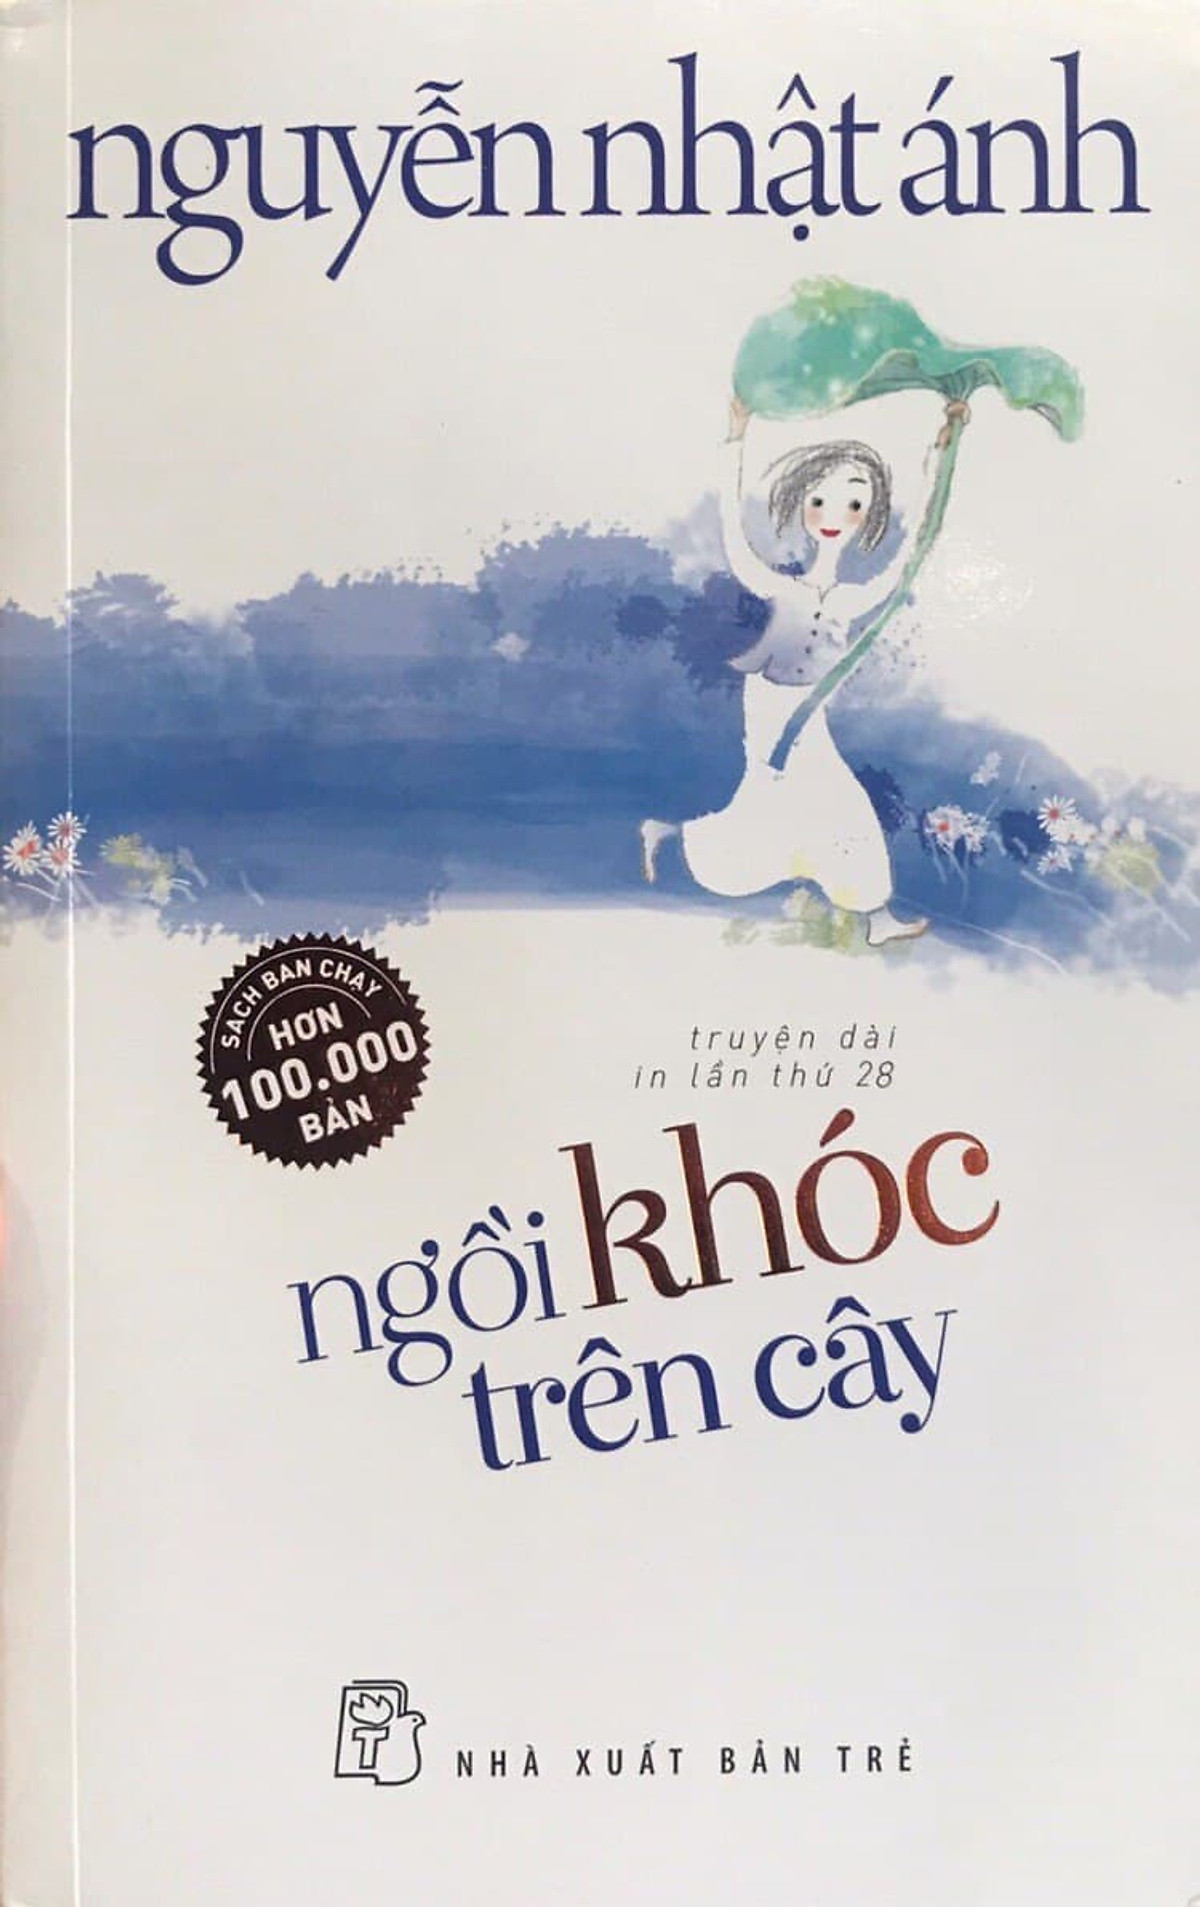 nguyễn nhật ánh
SÁCH BÁN CHẠY
HƠN
100.000
BẢN
truyện dài
in lần thứ 28
ngồi khóc
trên cây
T
NHÀ XUẤT BẢN TRẺ